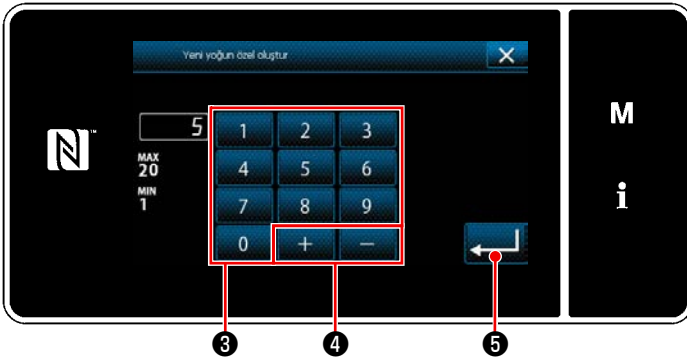 Yeni yoğun özel oluştur
M
5
1 2 3
MAX
20
4 5 6
MIN
1
7 8 9
i
0 + −
❸ ❹ ❺